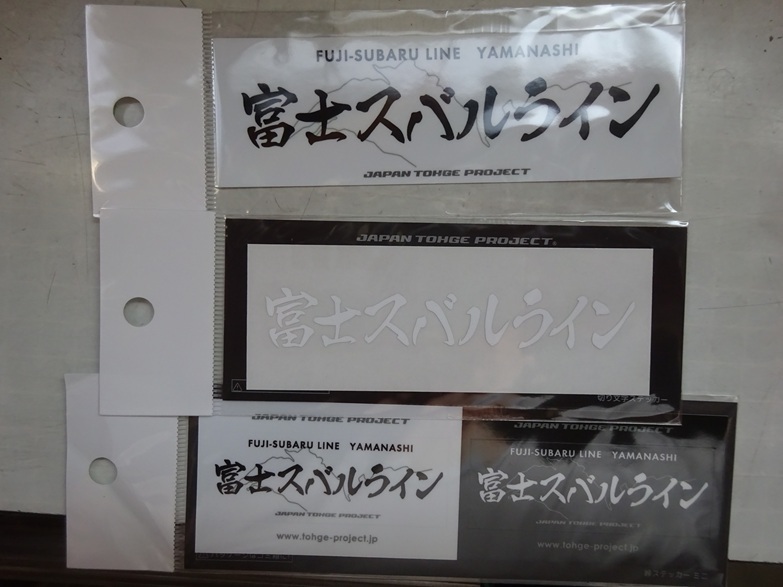 FUJI-SUBARU LINE YAMANASHI
富士スバルライン
JAPAN TOHGE PROJECT
JAPAN TOHGE PROJECT
富士スバルライン
切り文字ステッカー
JAPAN TOHGE PROJECT
FUJI-SUBARU LINE YAMANASHI
富士スバルライン
JAPAN TOHGE PROJECT
www.tohge-project.jp
JAPAN TOHGE PROJECT
FUJI-SUBARU LINE YAMANASHI
富士スバルライン
JAPAN TOHGE PROJECT
www.tohge-project.jp